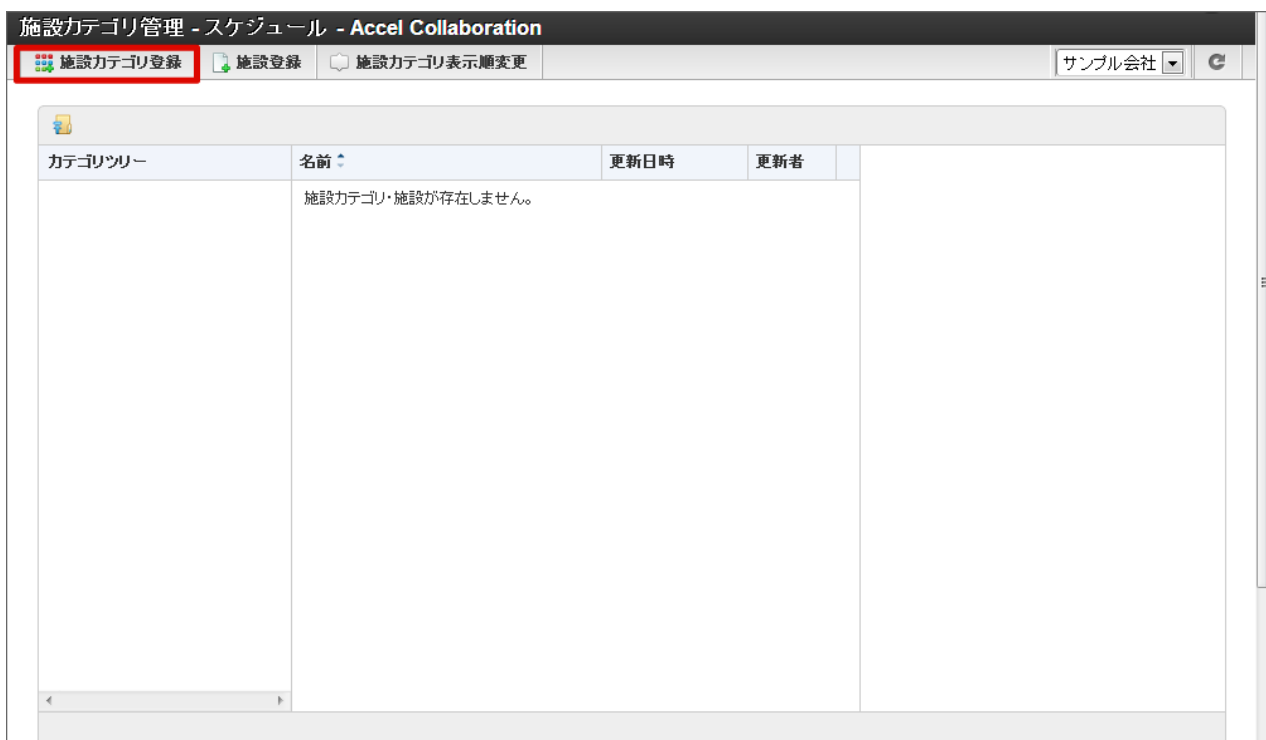 施設カテゴリ管理 - スケジュール - Accel Collaboration
施設カテゴリ登録 施設登録 施設カテゴリ表示順変更 サンプル会社
カテゴリツリー 名前 更新日時 更新者
施設カテゴリ・施設が存在しません。